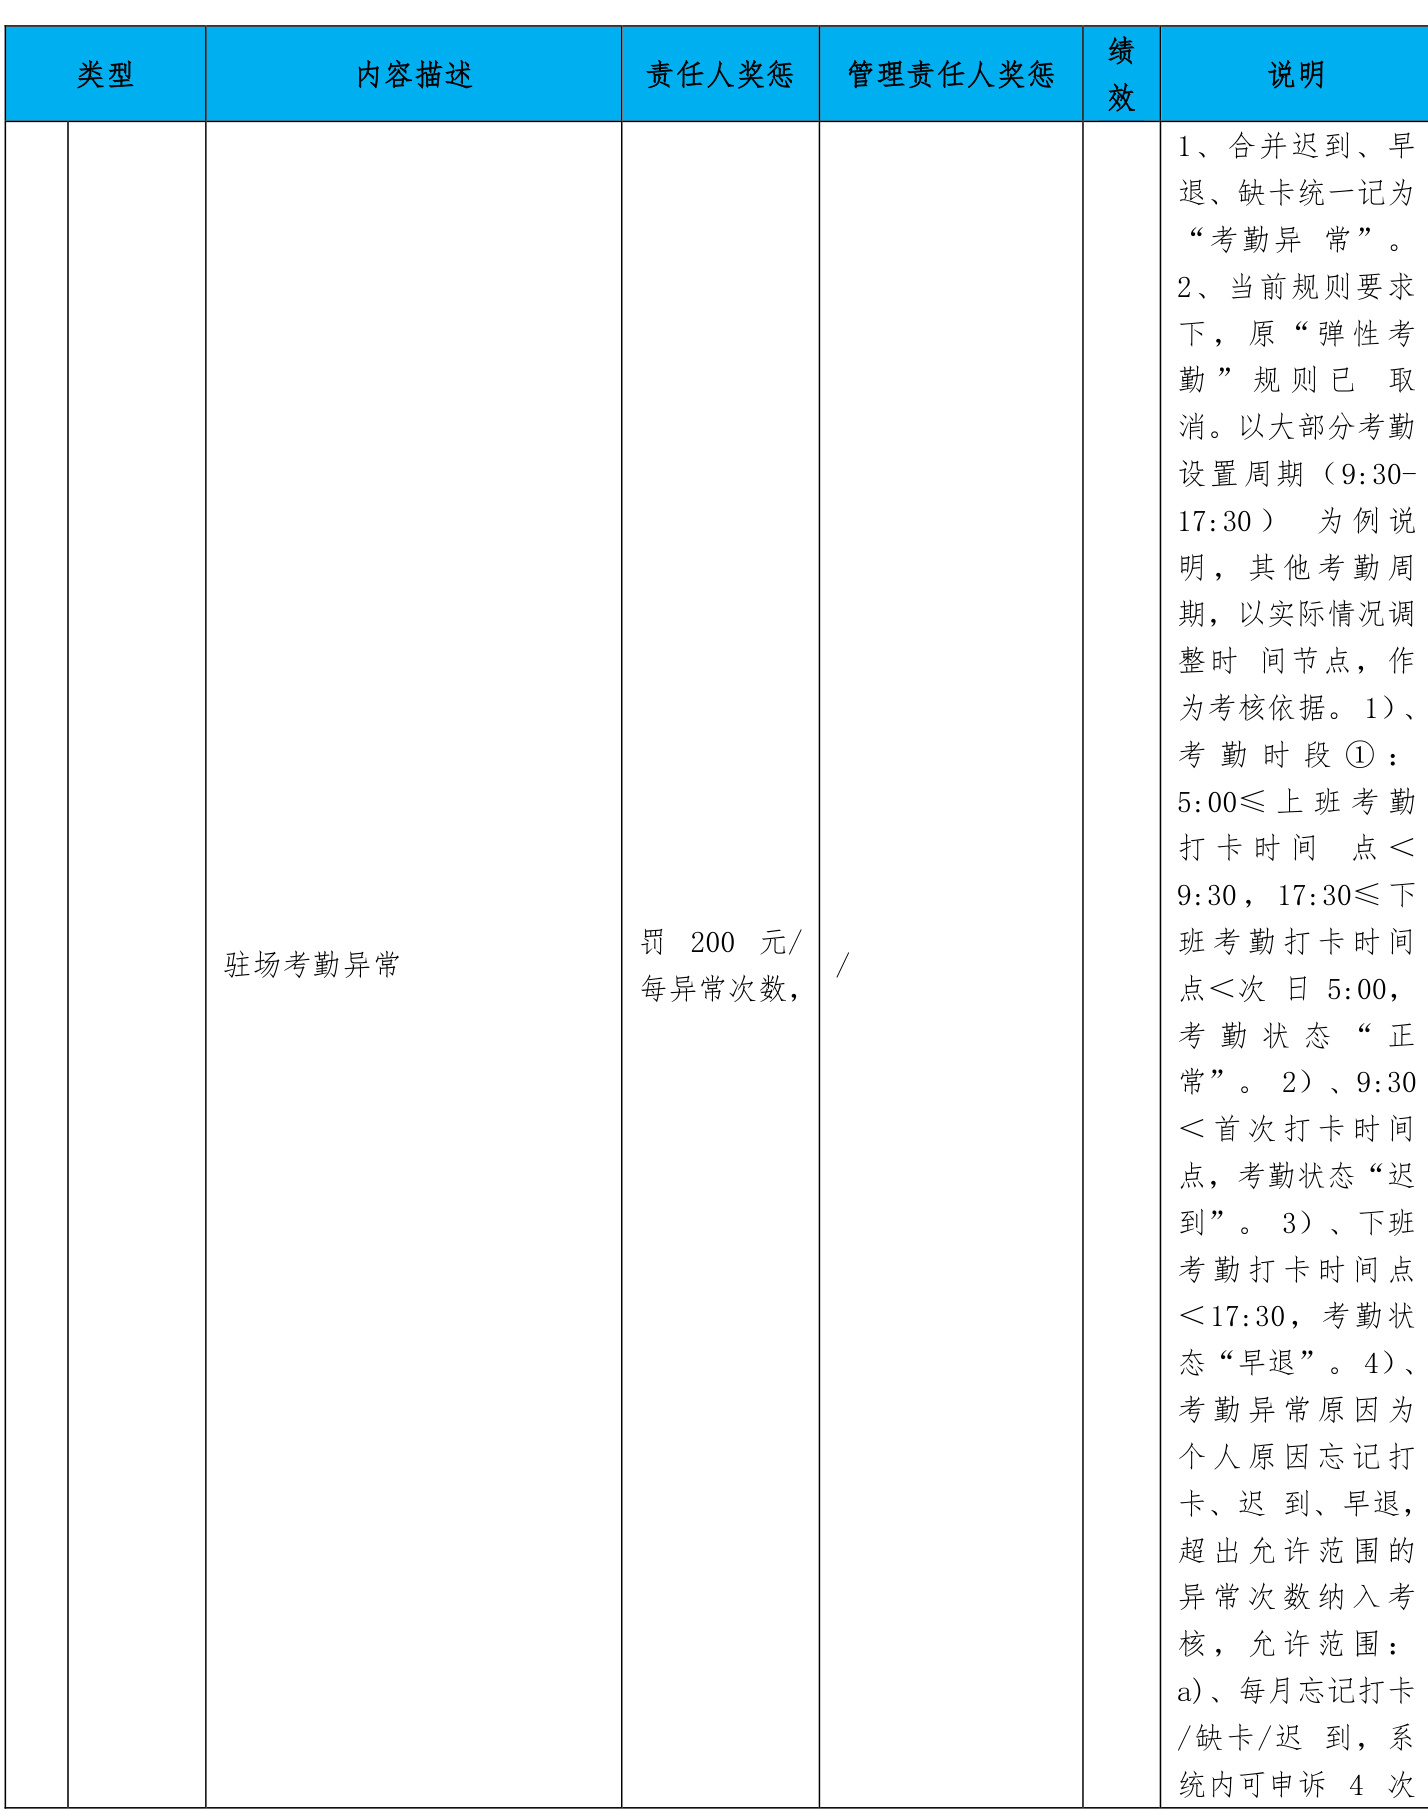 类型
内容描述
责任人奖惩
管理责任人奖惩
绩
效
说明
驻场考勤异常
罚 200 元/
每异常次数，
/
1、合并迟到、早
退、缺卡统一记为
“考勤异 常”。
2、当前规则要求
下，原“弹性考
勤”规则已 取
消。以大部分考勤
设置周期（9:30-
17:30） 为例说
明，其他考勤周
期，以实际情况调
整时 间节点，作
为考核依据。 1）、
考勤时段①：
5:00≤上班考勤
打卡时间 点＜
9:30，17:30≤下
班考勤打卡时间
点＜次 日 5:00，
考勤状态“正
常”。 2）、9:30
＜首次打卡时间
点，考勤状态“迟
到”。 3）、下班
考勤打卡时间点
＜17:30，考勤状
态“早退”。 4）、
考勤异常原因为
个人原因忘记打
卡、迟 到、早退，
超出允许范围的
异常次数纳入考
核，允许范围：
a)、每月忘记打卡
/缺卡/迟 到，系
统内可申诉 4 次